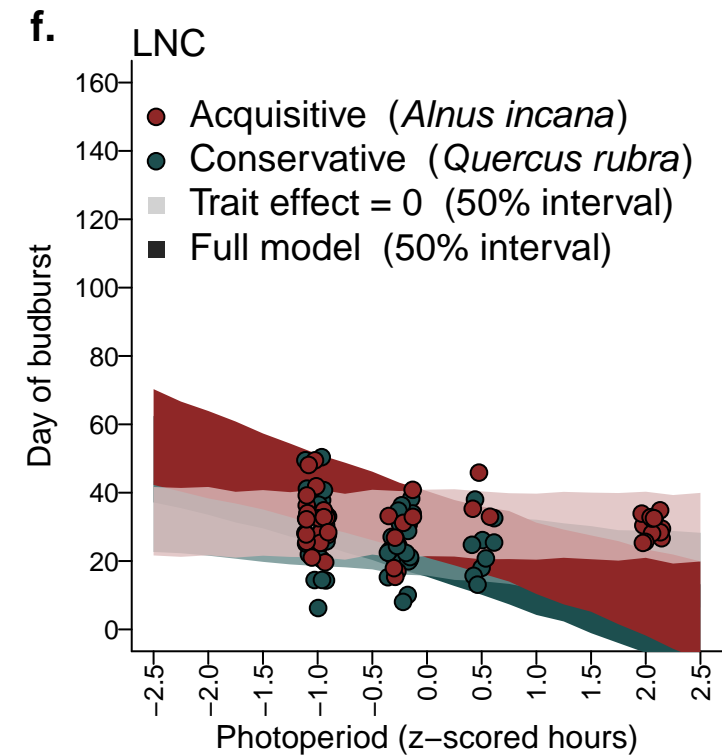 f.
LNC
Acquisitive (Alnus incana)
Conservative (Quercus rubra)
Trait effect = 0 (50% interval)
Full model (50% interval)
Day of budburst
160
140
120
100
80
60
40
20
0
−2.5 −2.0 −1.5 −1.0 −0.5 0.0 0.5 1.0 1.5 2.0 2.5
Photoperiod (z−scored hours)